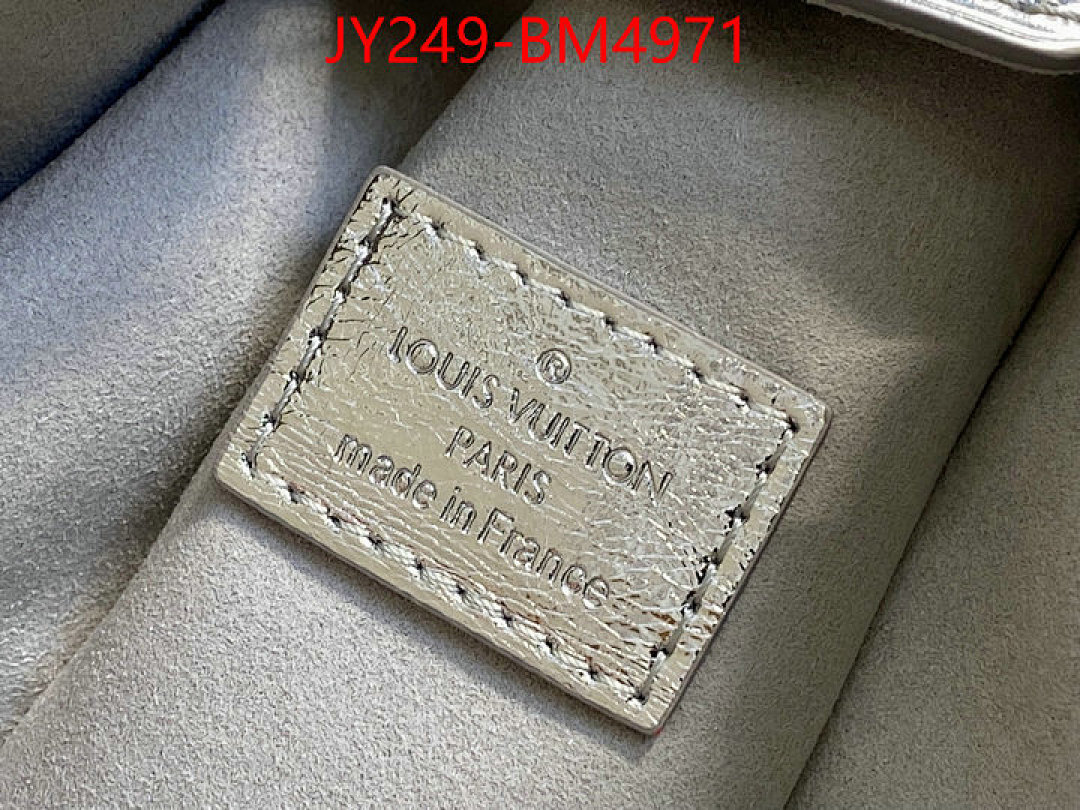 JY249-BM4971
®
LOUIS VUITTON
PARIS
made in France